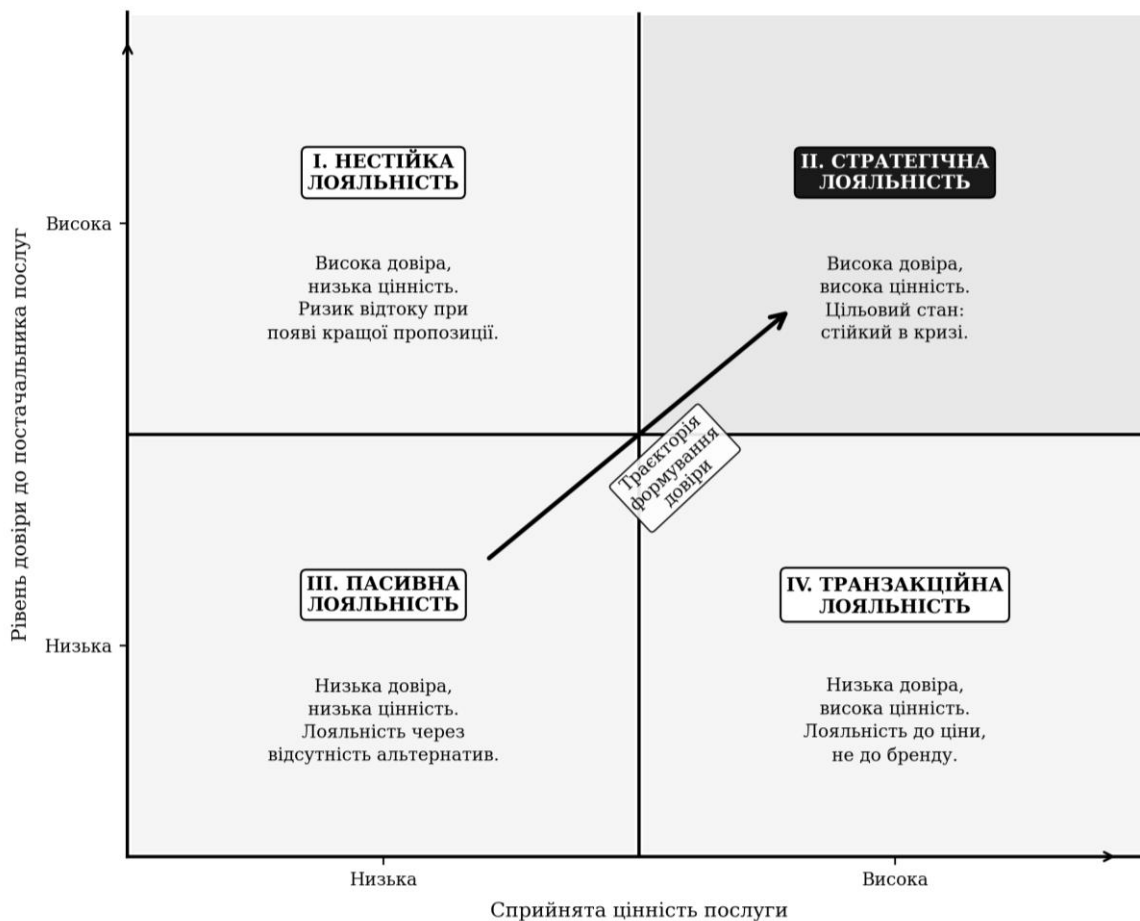 I. НЕСТІЙКА
ЛОЯЛЬНІСТЬ
Висока довіра,
низька цінність.
Ризик відтоку при
появі кращої пропозиції.
II. СТРАТЕГІЧНА
ЛОЯЛЬНІСТЬ
Висока довіра,
висока цінність.
Цільовий стан:
стійкий в кризі.
Траєкторія
формування
довіри
III. ПАСИВНА
ЛОЯЛЬНІСТЬ
Низька довіра,
низька цінність.
Лояльність через
відсутність альтернатив.
IV. ТРАНЗАКЦІЙНА
ЛОЯЛЬНІСТЬ
Низька довіра,
висока цінність.
Лояльність до ціни,
не до бренду.
Рівень довіри до постачальника послуг
Висока
Низька
Низька
Висока
Сприйнята цінність послуги